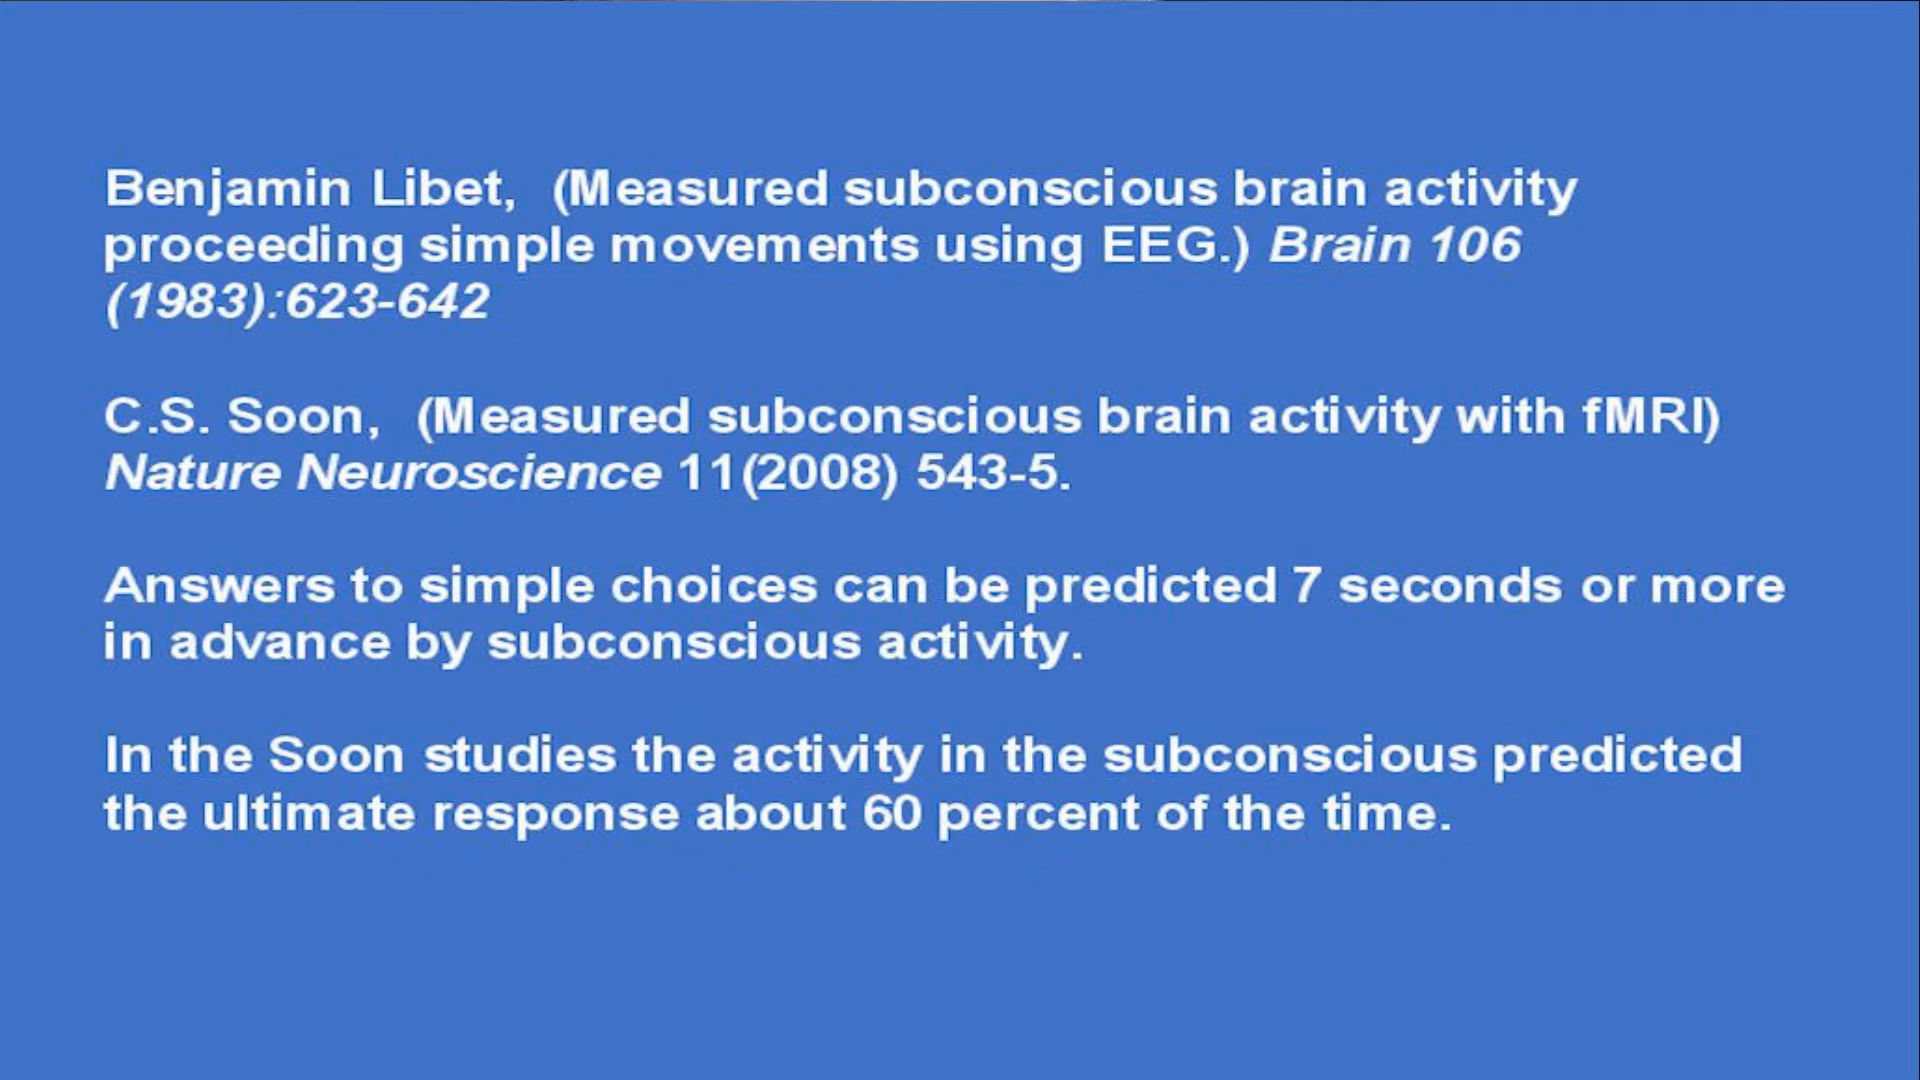 Benjamin Libet, (Measured subconscious brain activity
proceeding simple movements using EEG.) Brain 106
(1983):623-642
C.S. Soon, (Measured subconscious brain activity with fMRI)
Nature Neuroscience 11(2008) 543-5.
Answers to simple choices can be predicted 7 seconds or more
in advance by subconscious activity.
In the Soon studies the activity in the subconscious predicted
the ultimate response about 60 percent of the time.